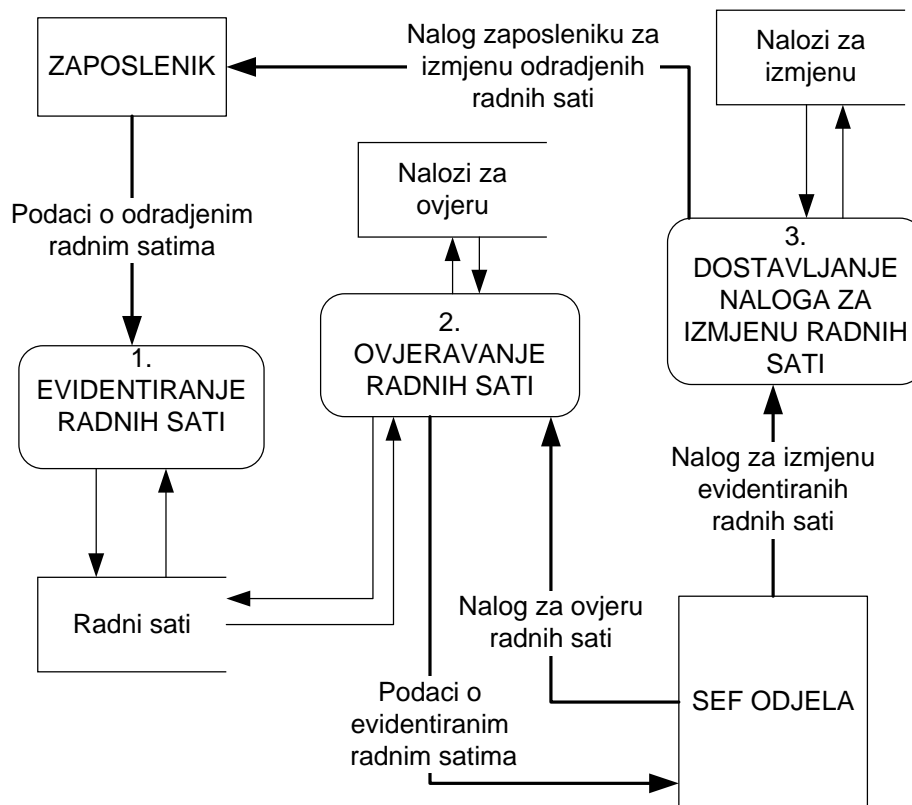 ZAPOSLENIK
Nalog zaposleniku za
izmjenu odradjenih
radnih sati
Nalozi za
izmjenu
Nalozi za
ovjeru
Podaci o odradjenim
radnim satima
3.
DOSTAVLJANJE
NALOGA ZA
IZMJENU RADNIH
SATI
1.
EVIDENTIRANJE
RADNIH SATI
2.
OVJERAVANJE
RADNIH SATI
Nalog za izmjenu
evidentiranih
radnih sati
Radni sati
Nalog za ovjeru
radnih sati
Podaci o
evidentiranim
radnim satima
SEF ODJELA